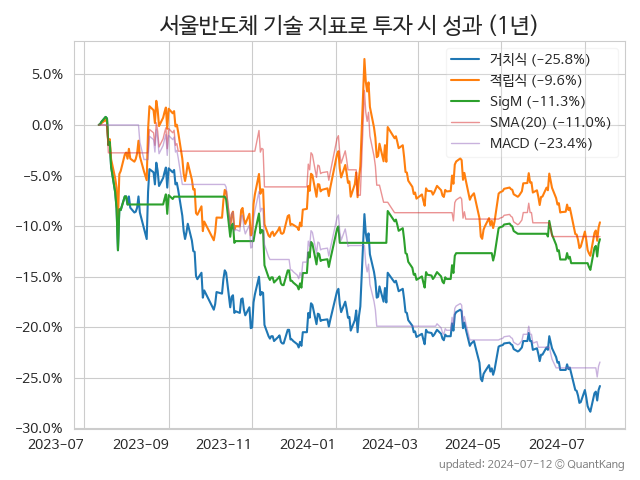 서울반도체 기술 지표로 투자 시 성과 (1년)
거치식 (−25.8%)
적립식 (−9.6%)
SigM (−11.3%)
SMA(20) (−11.0%)
MACD (−23.4%)
5.0%
0.0%
−5.0%
−10.0%
−15.0%
−20.0%
−25.0%
−30.0%
2023-07 2023-09 2023-11 2024-01 2024-03 2024-05 2024-07
updated: 2024-07-12 © QuantKang